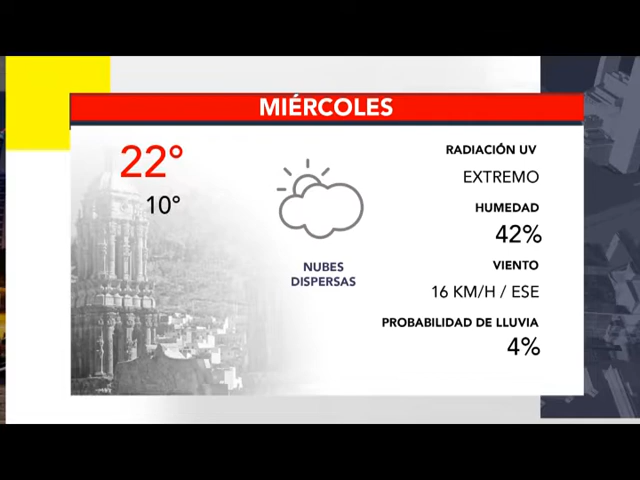 MIÉRCOLES
22°
10°
NUBES
DISPERSAS
RADIACIÓN UV
EXTREMO
HUMEDAD
42%
VIENTO
16 KM/H / ESE
PROBABILIDAD DE LLUVIA
4%